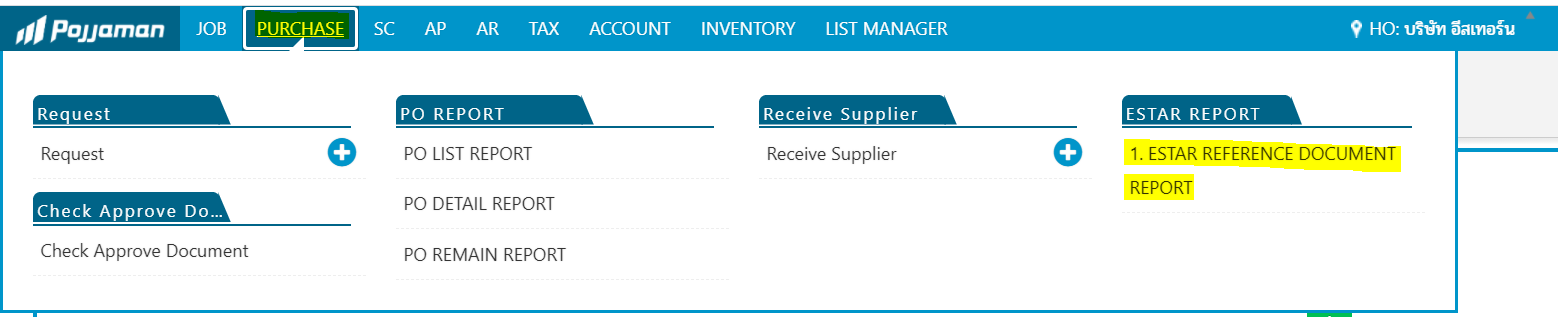 Pojjaman JOB PURCHASE SC AP AR TAX ACCOUNT INVENTORY LIST MANAGER HO: บริษัท อีสเทอร์น
Request PO REPORT Receive Supplier ESTAR REPORT
Request PO LIST REPORT Receive Supplier 1. ESTAR REFERENCE DOCUMENT
REPORT
Check Approve Do... PO DETAIL REPORT
Check Approve Document PO REMAIN REPORT